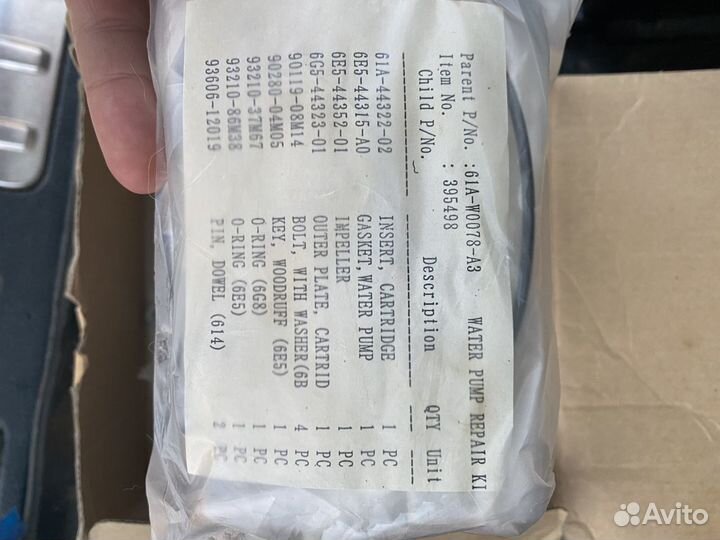 Parent P/No. :61A-W0078-A3 WATER PUMP REPAIR KI
Item No. : 395498
Child P/No. Description QTY Unit
61A-44322-02 INSERT, CARTRIDGE 1 PC
6E5-44315-A0 GASKET, WATER PUMP 1 PC
6E5-44352-01 IMPELLER 1 PC
6G5-44323-01 OUTER PLATE, CARTRID 1 PC
90119-08M14 BOLT, WITH WASHER(6B 4 PC
90280-04M05 KEY, WOODRUFF (6E5) 1 PC
93210-37M67 O-RING (6G8) 1 PC
93210-86M38 O-RING (6E5) 1 PC
93606-12019 PIN, DOWEL (614) 2 PC
Avito